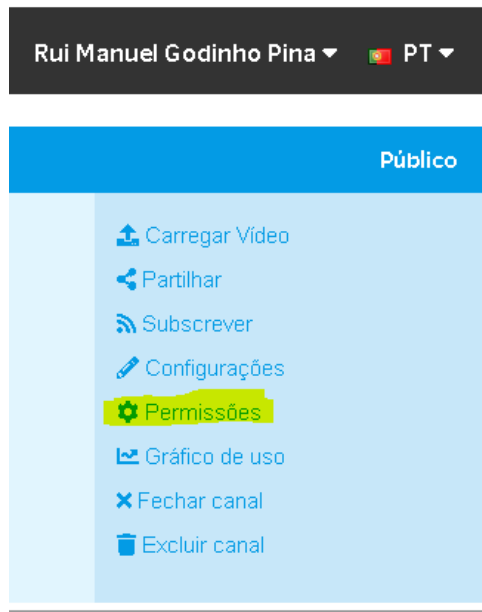 Rui Manuel Godinho Pina PT
Público
Carregar Vídeo
Partilhar
Subscrever
Configurações
Permissões
Gráfico de uso
Fechar canal
Excluir canal